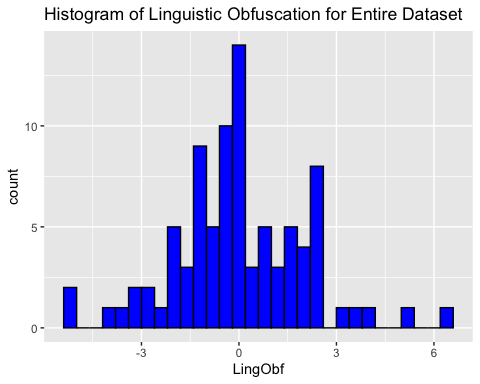 Histogram of Linguistic Obfuscation for Entire Dataset
10
5
0
count
-3
0
3
6
LingObf